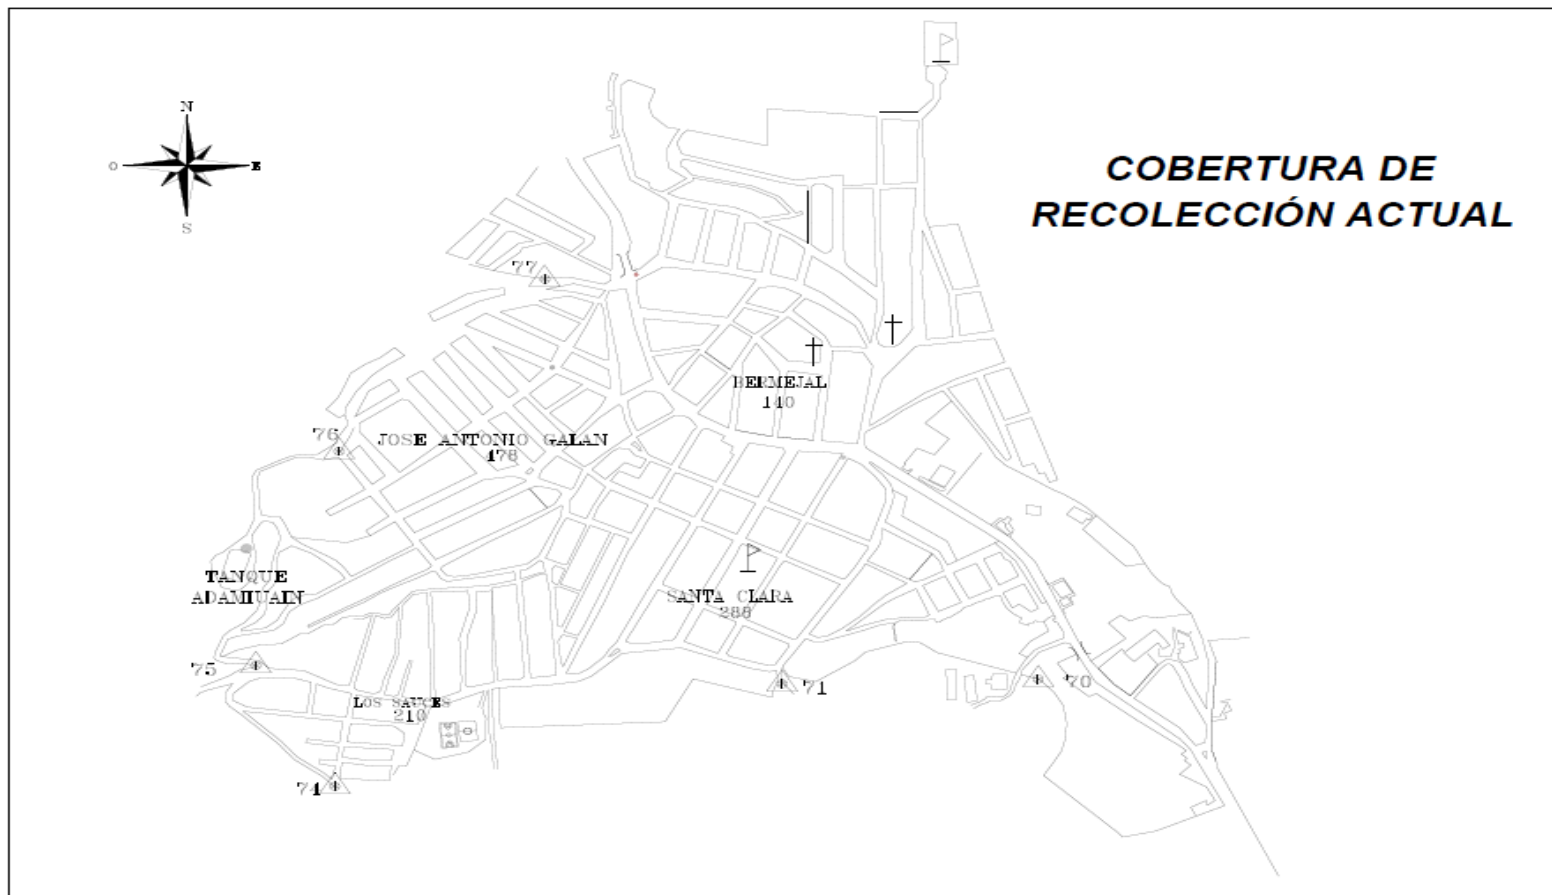 N
O
E
S
COBERTURA DE
RECOLECCIÓN ACTUAL
77
BERMEJAL
140
76
JOSE ANTONIO GALAN
178
TANQUE
ADAMIUAIN
SANTA CLARA
288
75
71
70
LOS SAUCES
210
74